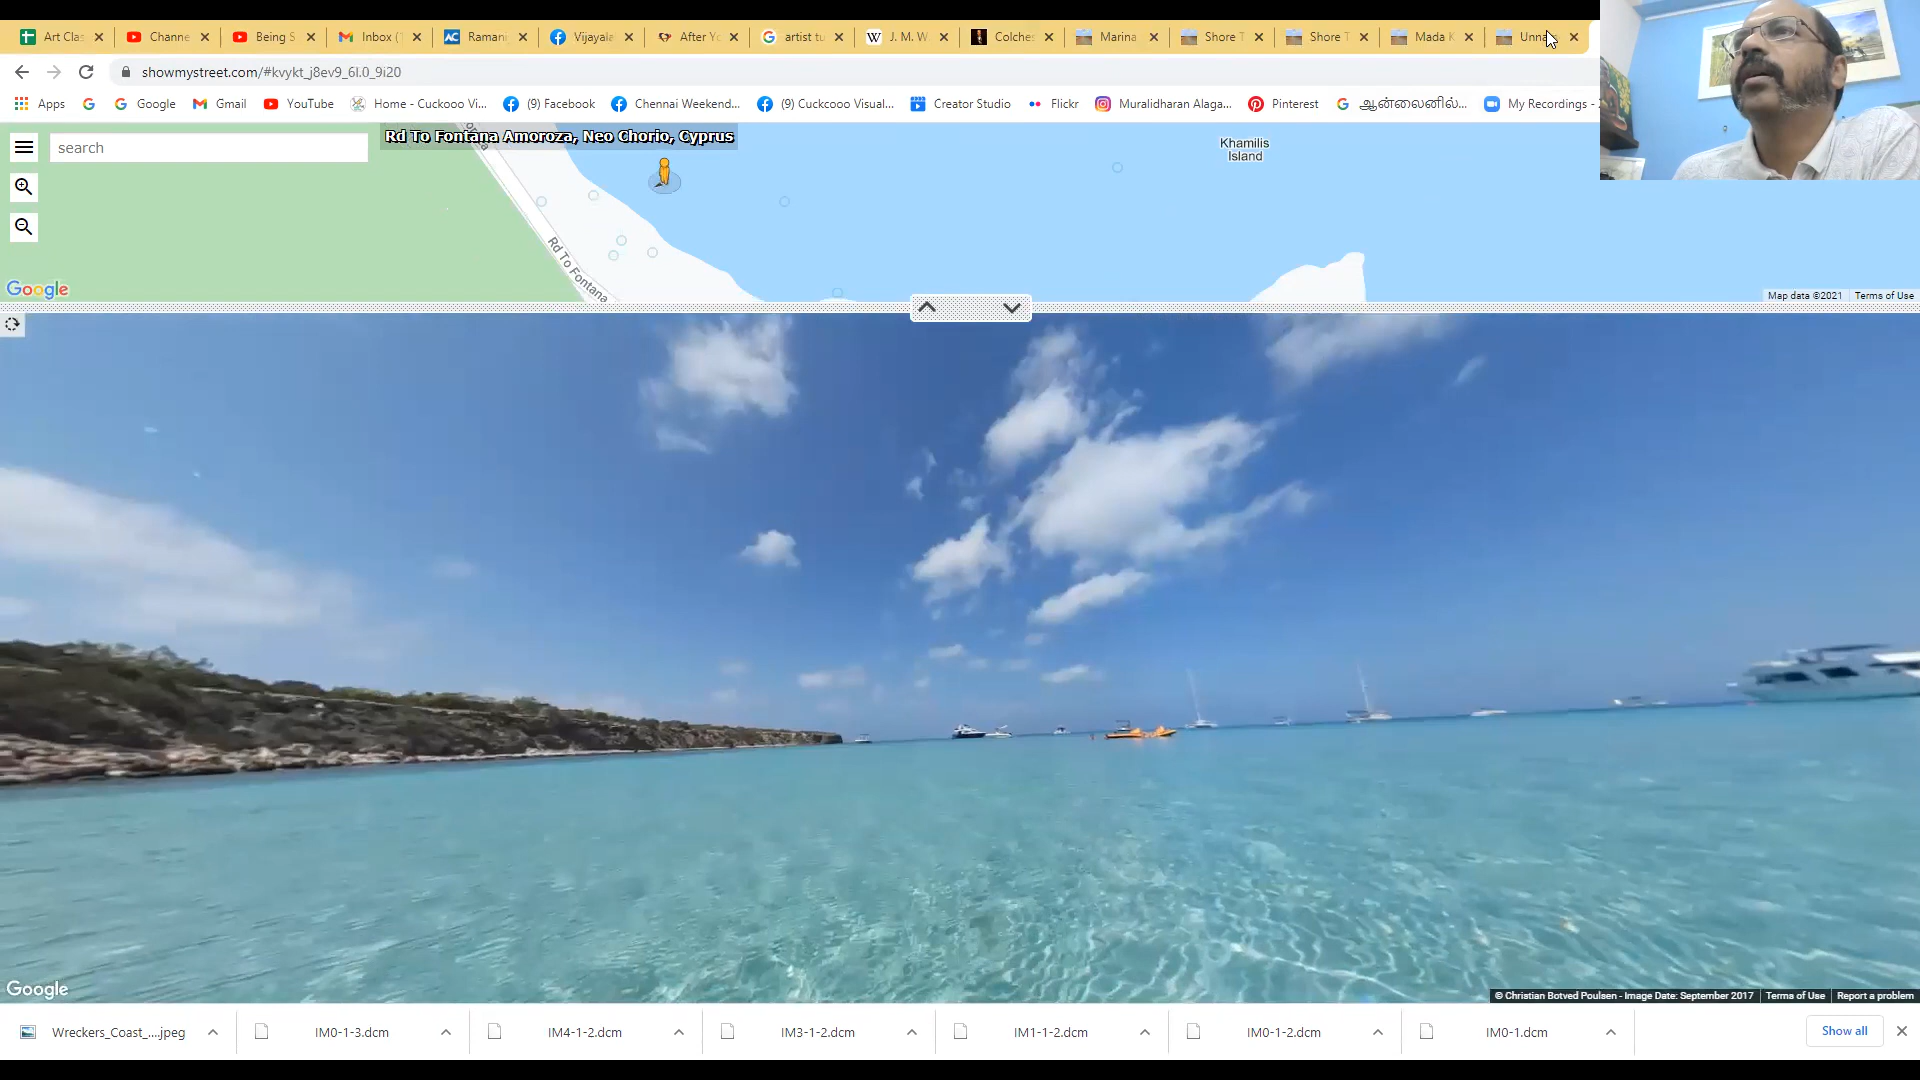 Art Clas
Channe
Being S
Inbox (
Raman
Vijayala
After Yo
artist tu
J. M. W
Colches
Marina
Shore T
Shore T
Mada K
Unna
showmystreet.com/#kvykt_j8ev9_6l.0_9i20
Apps
Google
Gmail
YouTube
Home - Cuckoo Vi...
(9) Facebook
Chennai Weekend...
(9) Cuckcooo Visual...
Creator Studio
Flickr
Muralidharan Alaga...
Pinterest
ஆன்லைனில்...
My Recordings -
search
Rd To Fontana Amoroza, Neo Chorio, Cyprus
Khamilis
Island
Rd To Fontana
Google
Map data ©2021
Terms of Use
Google
© Christian Botved Poulsen - Image Date: September 2017
Terms of Use
Report a problem
Wreckers_Coast_....jpeg
IM0-1-3.dcm
IM4-1-2.dcm
IM3-1-2.dcm
IM1-1-2.dcm
IM0-1-2.dcm
IM0-1.dcm
Show all